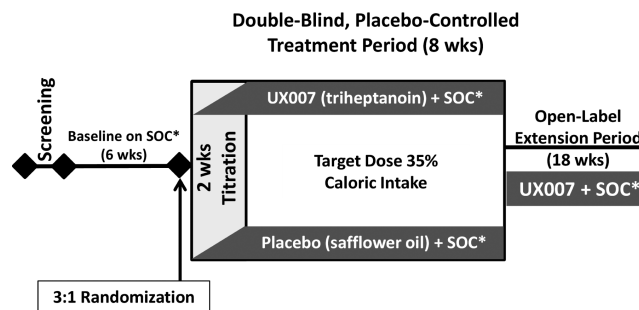 Double-Blind, Placebo-Controlled
Treatment Period (8 wks)
Screening
Baseline on SOC*
(6 wks)
2 wks
Titration
UX007 (triheptanoin) + SOC*
Target Dose 35%
Caloric Intake
Placebo (safflower oil) + SOC*
Open-Label
Extension Period
(18 wks)
UX007 + SOC*
3:1 Randomization